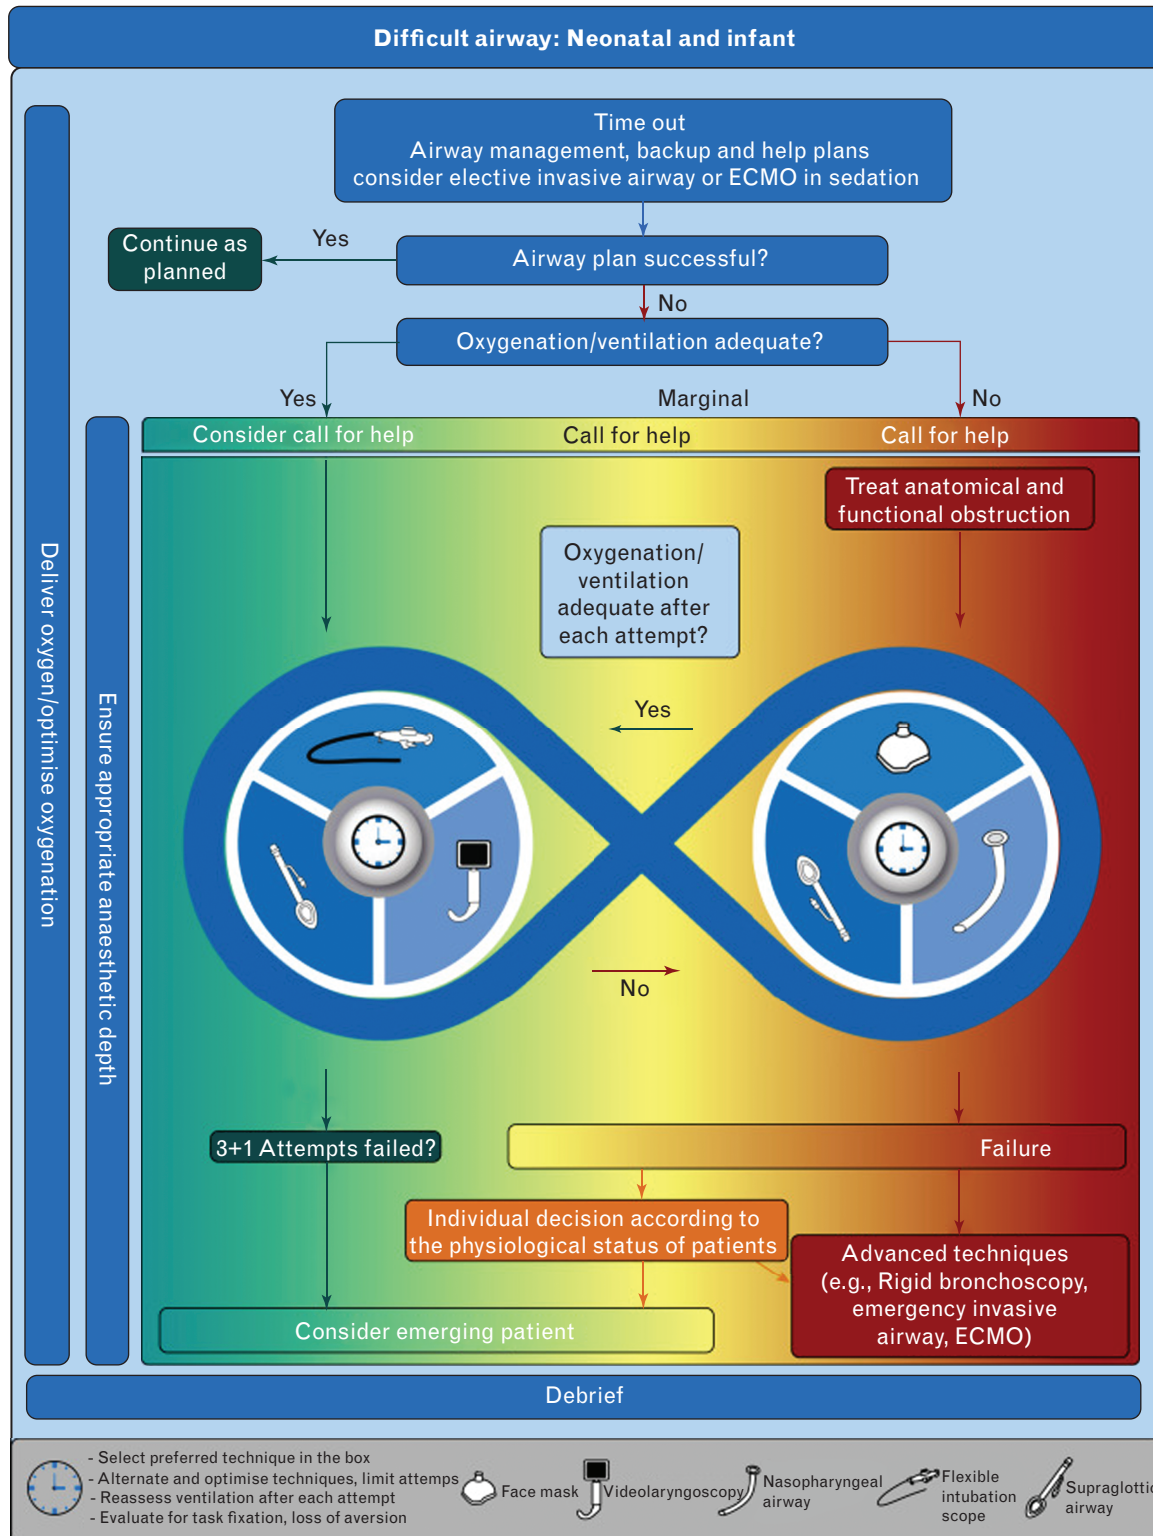 Difficult airway: Neonatal and infant
Time out
Airway management, backup and help plans
consider elective invasive airway or ECMO in sedation
Yes
Continue as
planned
Airway plan successful?
No
Oxygenation/ventilation adequate?
Yes
Marginal
No
Consider call for help
Call for help
Call for help
Treat anatomical and
functional obstruction
Oxygenation/
ventilation
adequate after
each attempt?
Deliver oxygen/optimise oxygenation
Ensure appropriate anaesthetic depth
Yes
No
3+1 Attempts failed?
Failure
Individual decision according to
the physiological status of patients
Advanced techniques
(e.g., Rigid bronchoscopy,
emergency invasive
airway, ECMO)
Consider emerging patient
Debrief
- Select preferred technique in the box
- Alternate and optimise techniques, limit attemps
- Reassess ventilation after each attempt
- Evaluate for task fixation, loss of aversion
Face mask
Videolaryngoscopy
Nasopharyngeal
airway
Flexible
intubation
scope
Supraglottic
airway